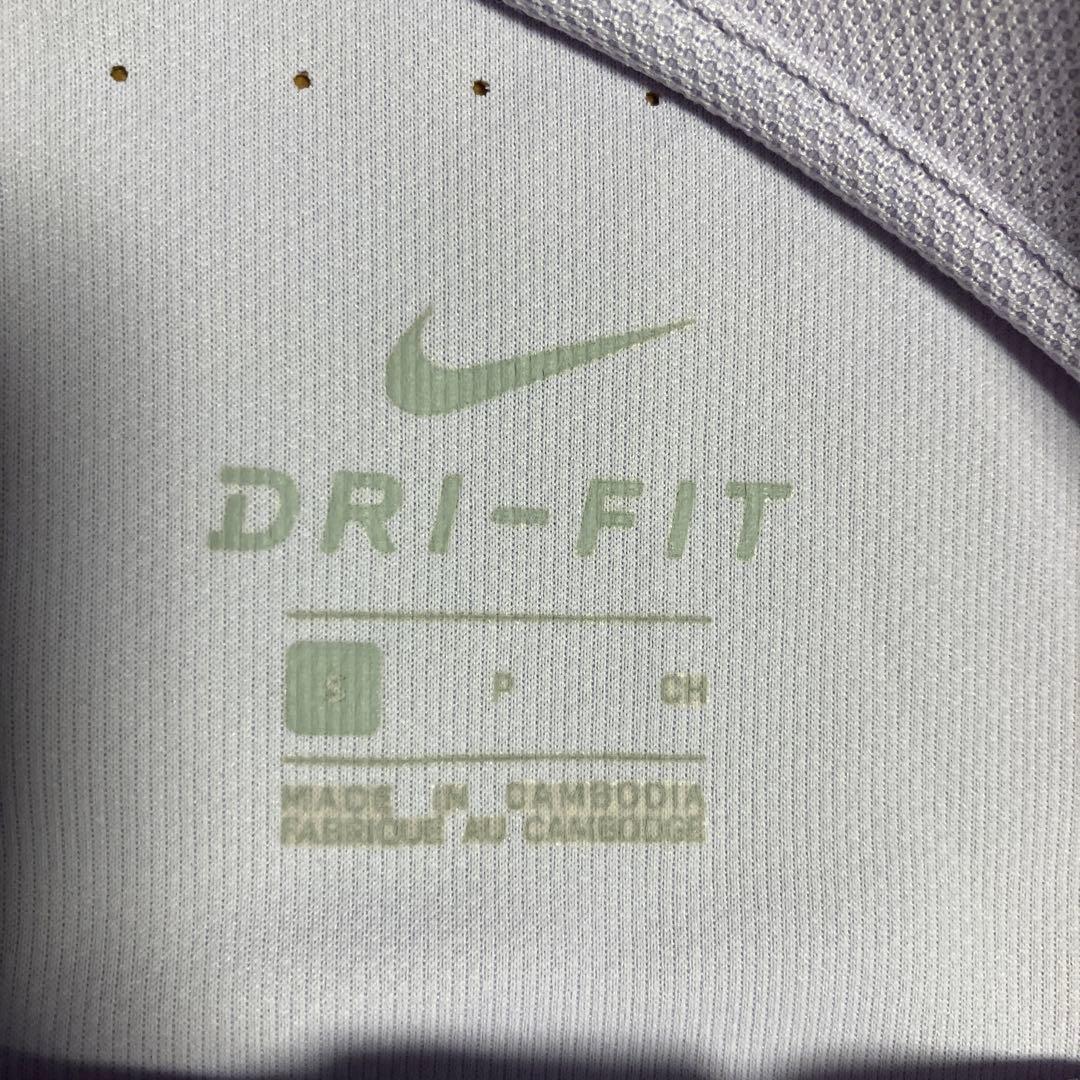 DRI-FIT
S P CH
MADE IN CAMBODIA
FABRIQUE AU CAMBODGE